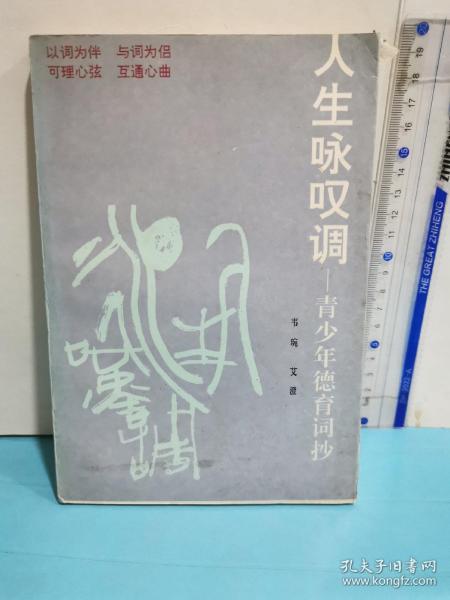 以词为伴 与词为侣
可理心弦 互通心曲
人生咏叹调
—青少年德育词抄
韦琬 艾澄
THE GREAT ZHIHENG
孔夫子旧书网
www.kongfz.com